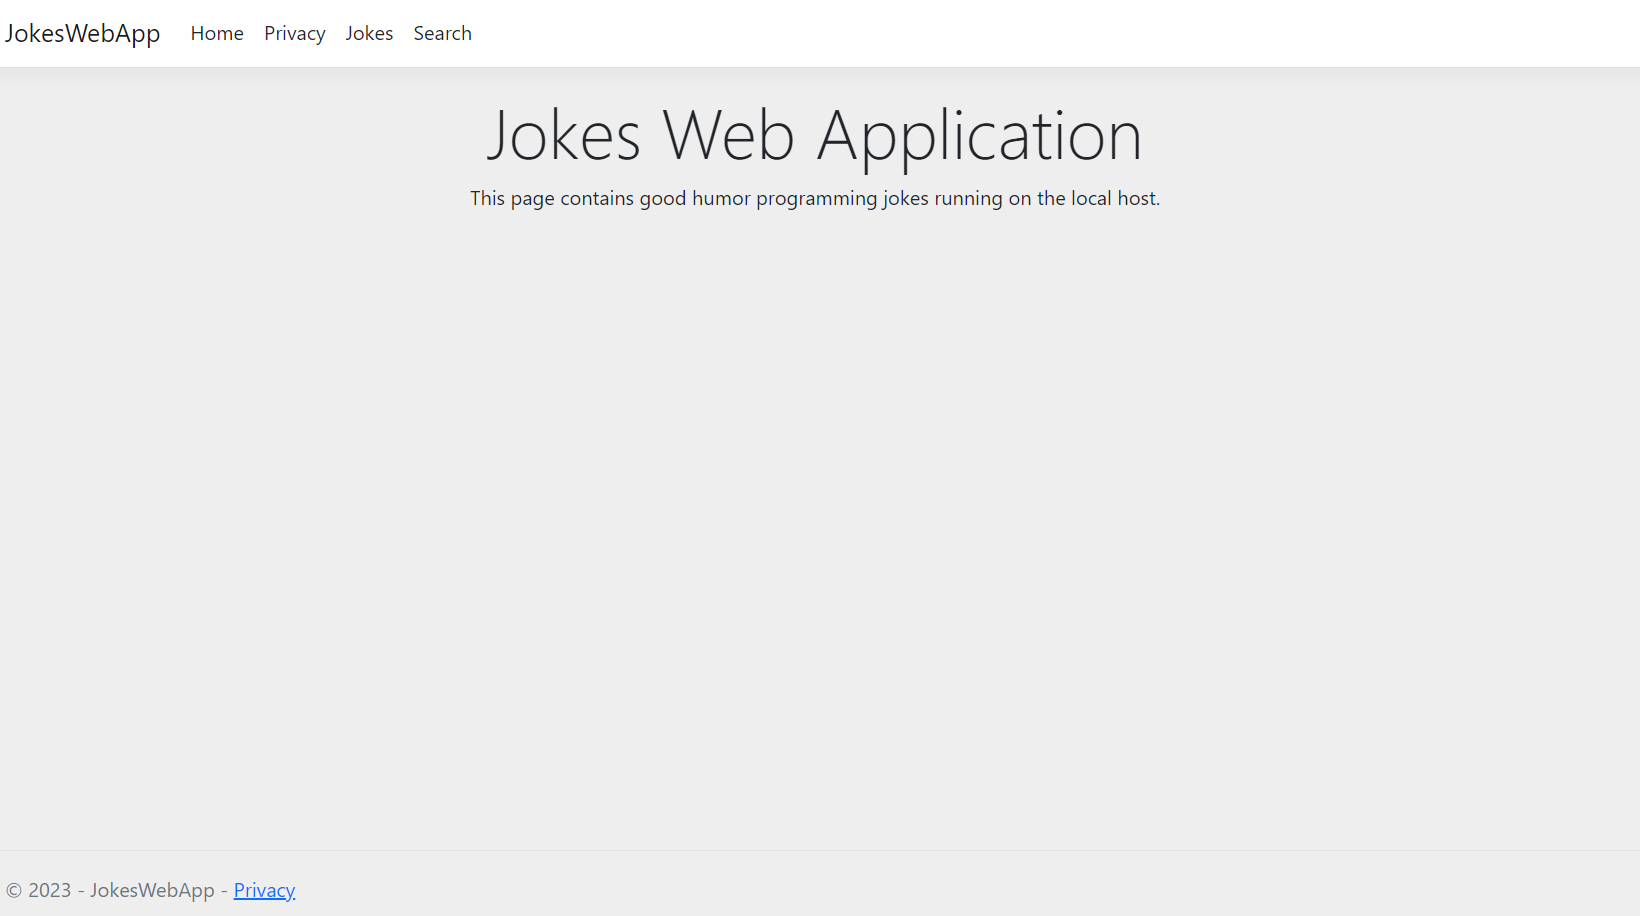 JokesWebApp Home Privacy Jokes Search
Jokes Web Application
This page contains good humor programming jokes running on the local host.
© 2023 - JokesWebApp - Privacy